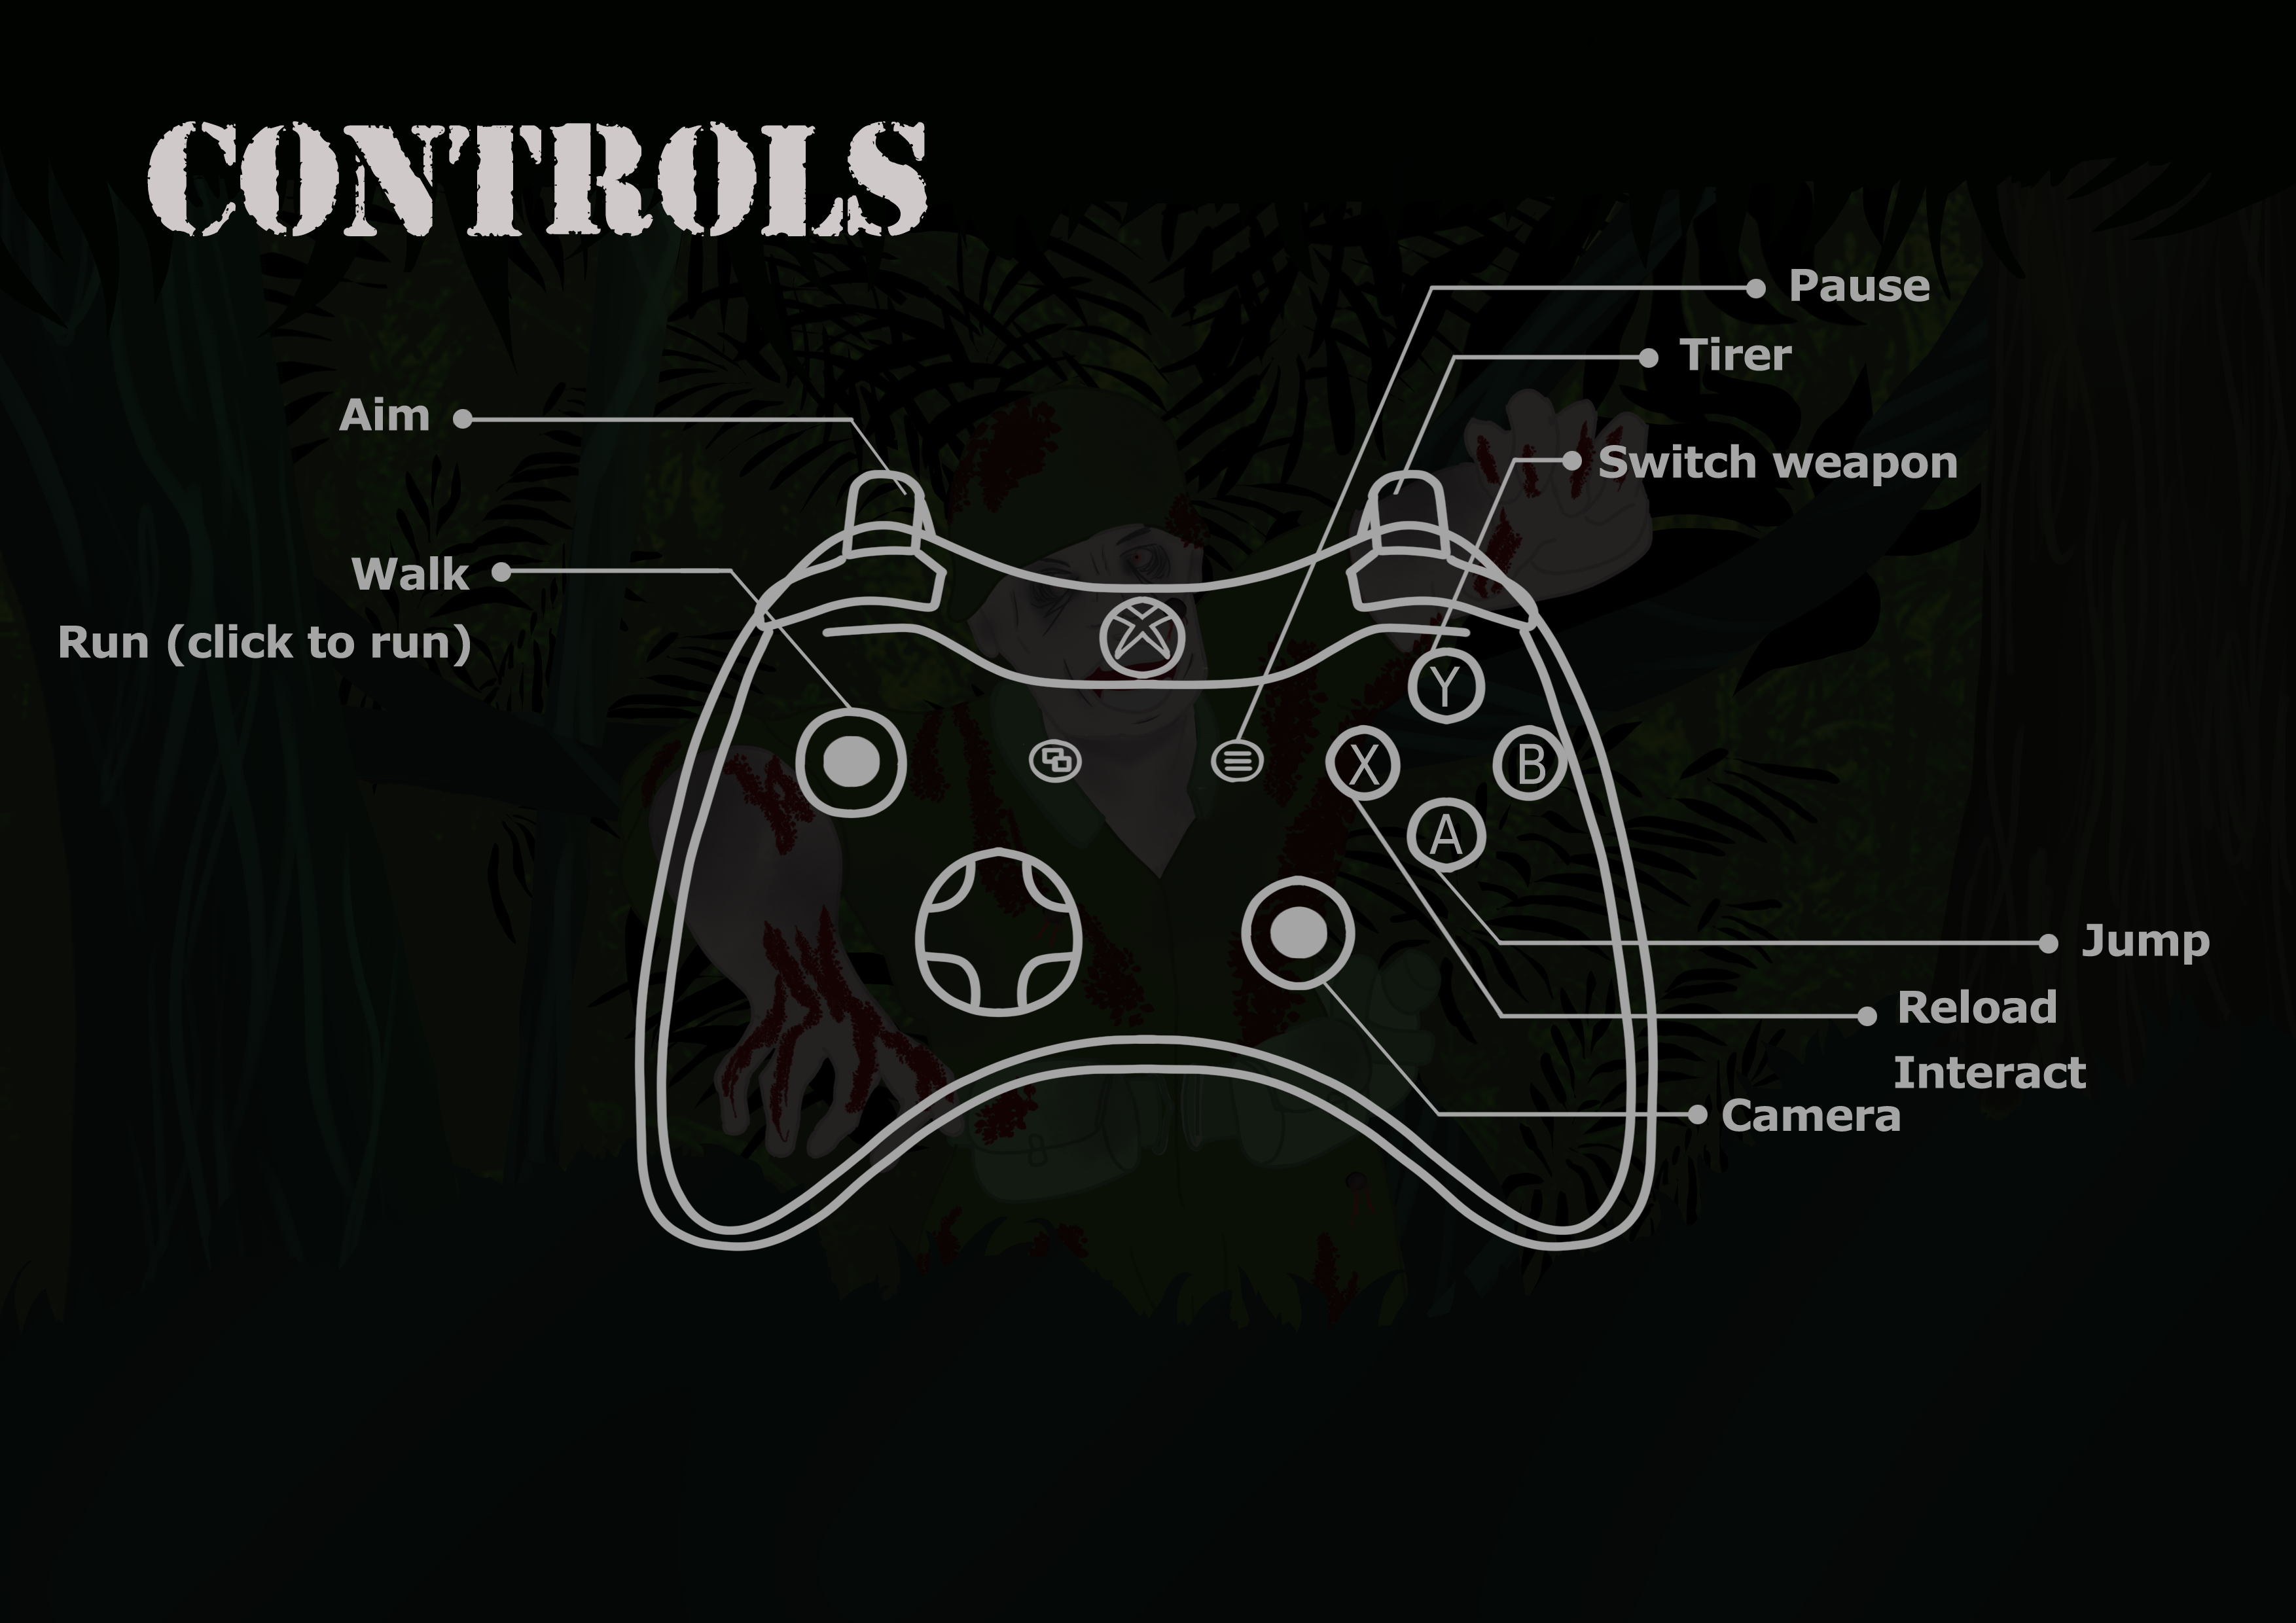 CONTROLS
Pause
Tirer
Aim
Switch weapon
Walk
Run (click to run)
Y
X
B
A
Jump
Reload
Interact
Camera